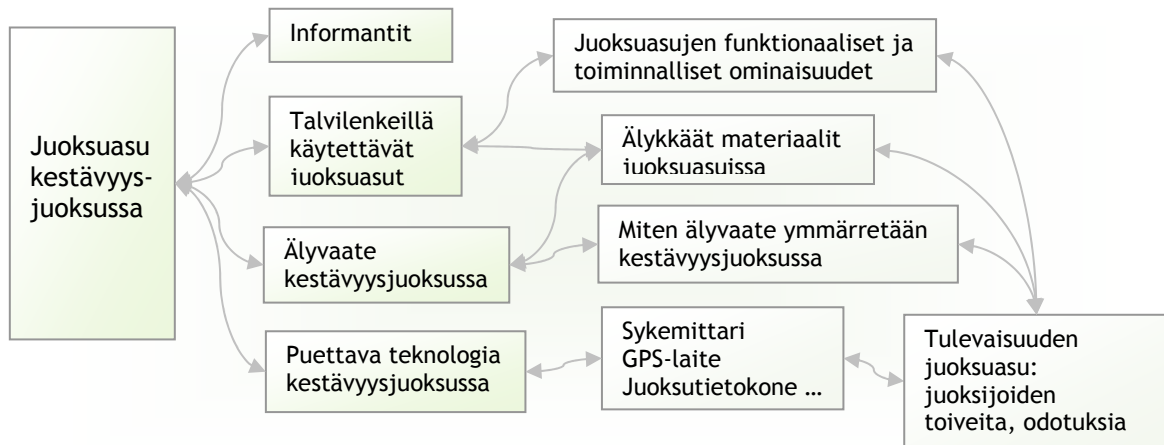 Juoksuasu
kestävyys-
juoksussa
Informantit
Talvilenkeillä
käytettävät
juoksuasut
Älyvaate
kestävyysjuoksussa
Puettava teknologia
kestävyysjuoksussa
Juoksuasujen funktionaaliset ja
toiminnalliset ominaisuudet
Älykkäät materiaalit
juoksuasuissa
Miten älyvaate ymmärretään
kestävyysjuoksussa
Sykemittari
GPS-laite
Juoksutietokone …
Tulevaisuuden
juoksuasu:
juoksijoiden
toiveita, odotuksia